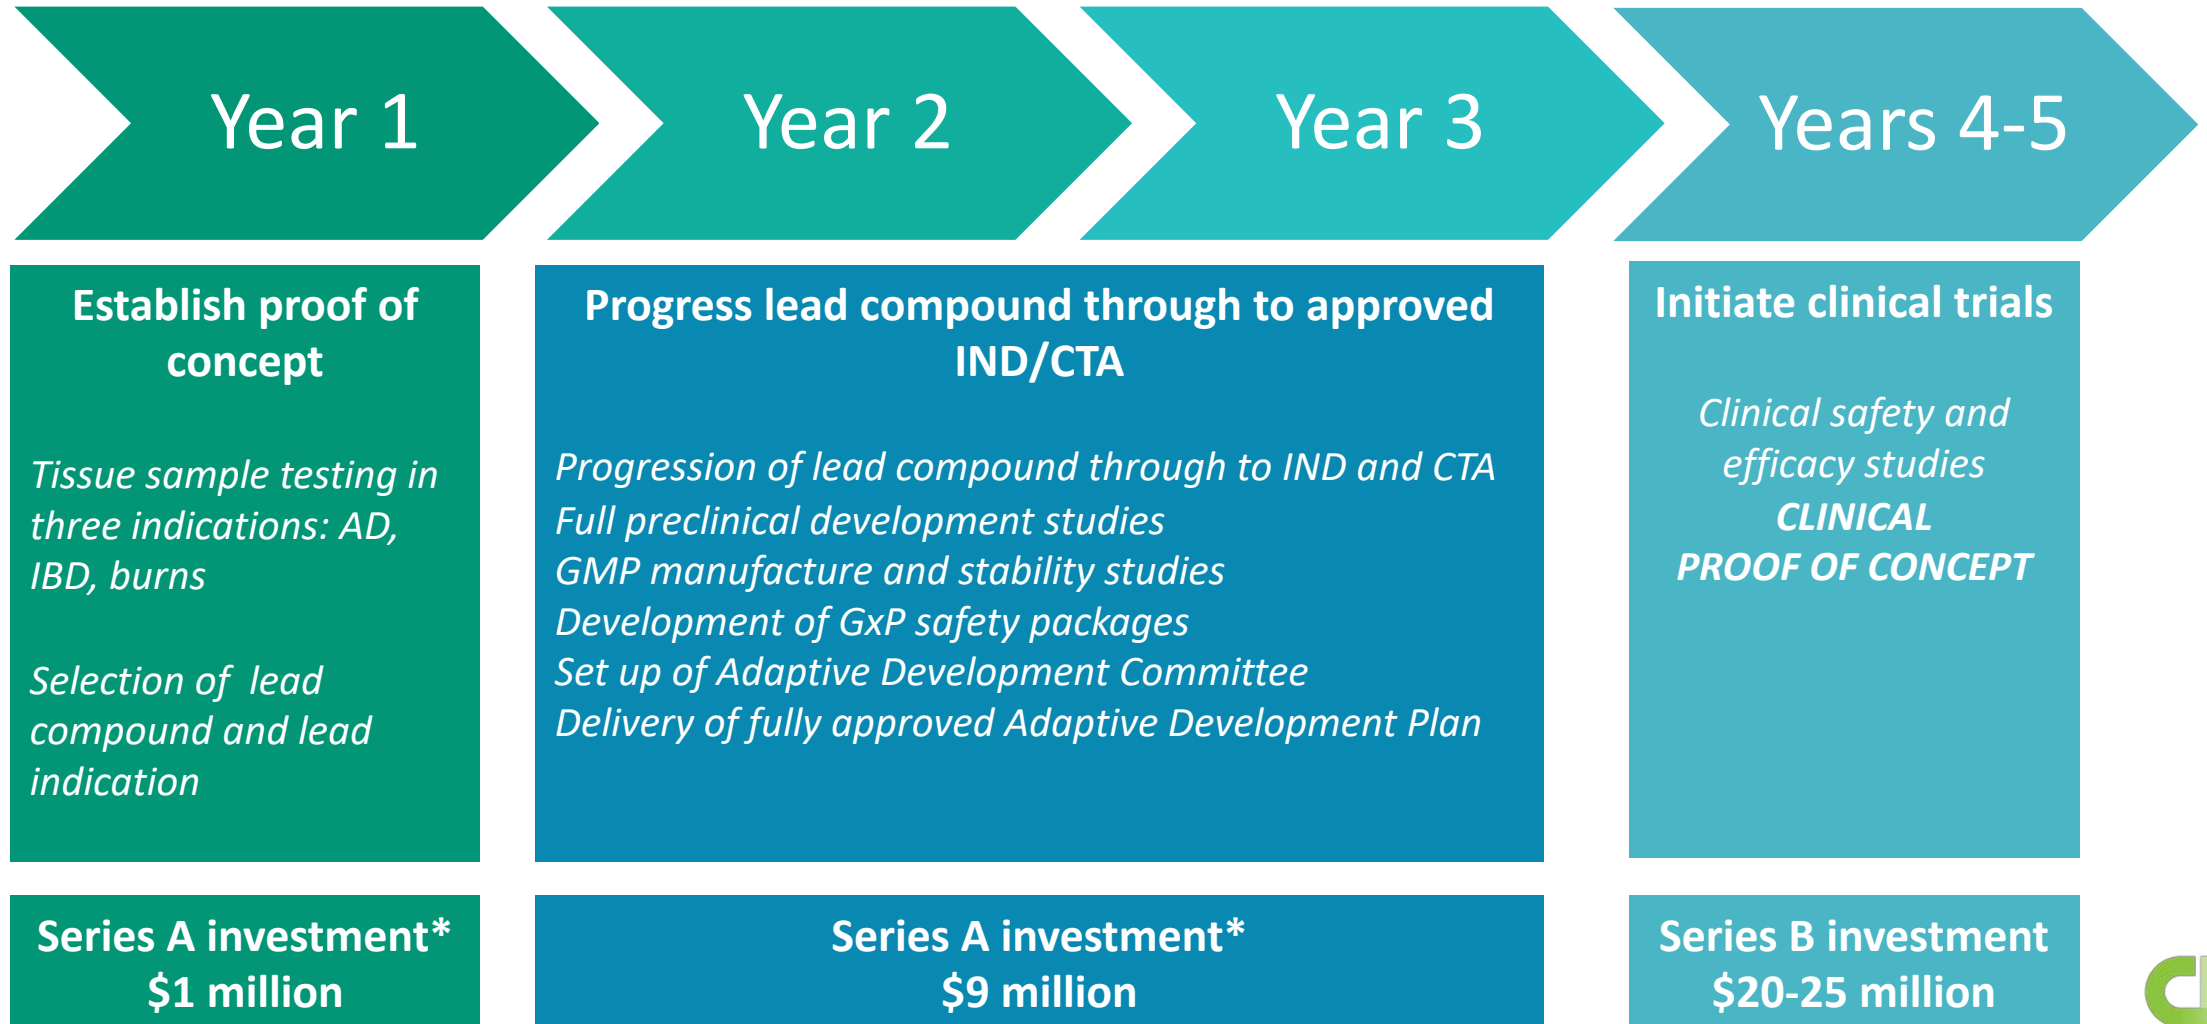 Year 1
Year 2
Year 3
Years 4-5
Establish proof of
concept
Tissue sample testing in
three indications: AD,
IBD, burns
Selection of lead
compound and lead
indication
Progress lead compound through to approved
IND/CTA
Progression of lead compound through to IND and CTA
Full preclinical development studies
GMP manufacture and stability studies
Development of GxP safety packages
Set up of Adaptive Development Committee
Delivery of fully approved Adaptive Development Plan
Initiate clinical trials
Clinical safety and
efficacy studies
CLINICAL
PROOF OF CONCEPT
Series A investment*
$1 million
Series A investment*
$9 million
Series B investment
$20-25 million